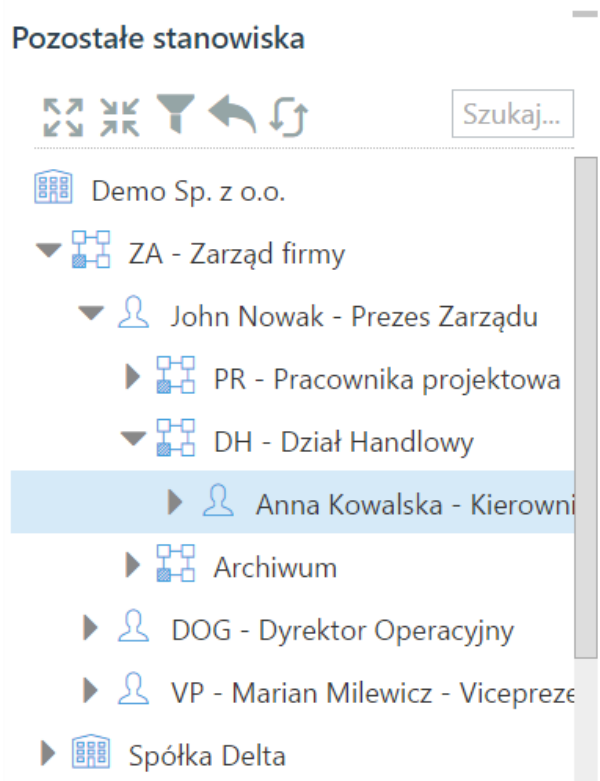 Pozostałe stanowiska
Szukaj...
Demo Sp. z o.o.
ZA - Zarząd firmy
John Nowak - Prezes Zarządu
PR - Pracownika projektowa
DH - Dział Handlowy
Anna Kowalska - Kierowni
Archiwum
DOG - Dyrektor Operacyjny
VP - Marian Milewicz - Vicepreze
Spółka Delta